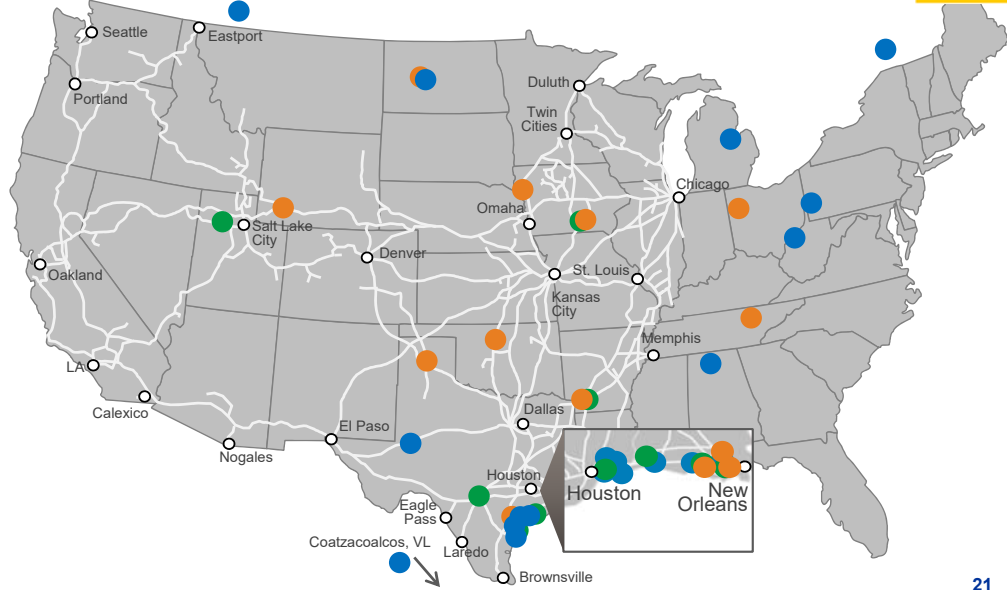 Seattle
Eastport
Portland
Duluth
Twin
Cities
Chicago
Omaha
Salt Lake
City
Denver
Oakland
St. Louis
Kansas
City
Memphis
LA
Calexico
Dallas
El Paso
Nogales
Houston
Houston
New
Orleans
Eagle
Pass
Coatzacoalcos, VL
Laredo
Brownsville
21